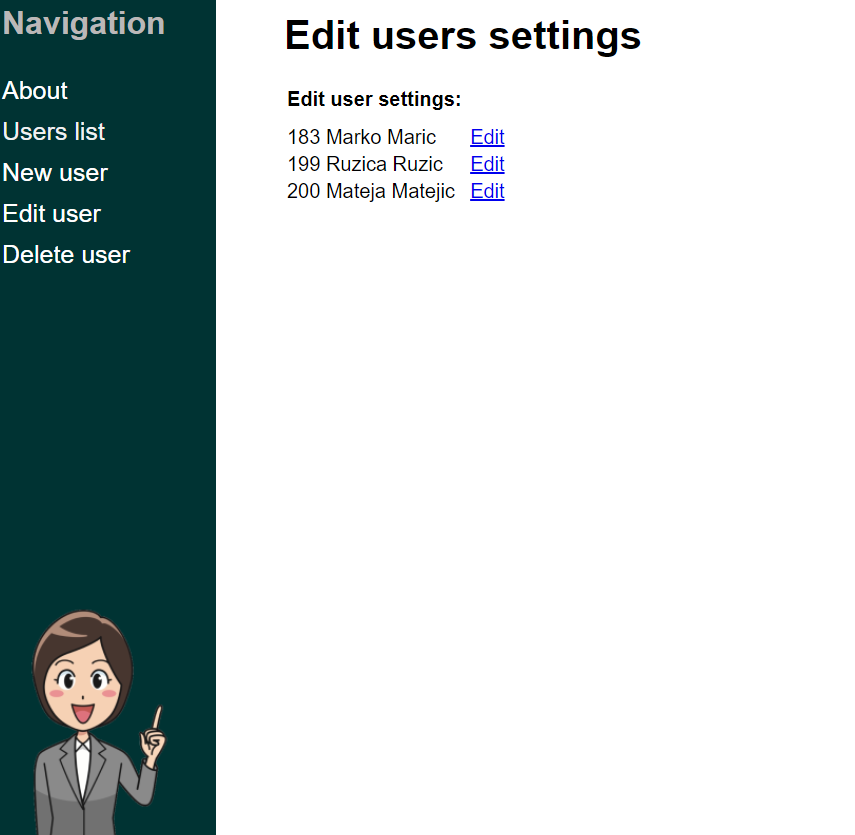 Navigation
About
Users list
New user
Edit user
Delete user
Edit users settings
Edit user settings:
183 Marko Maric Edit
199 Ruzica Ruzic Edit
200 Mateja Matejic Edit